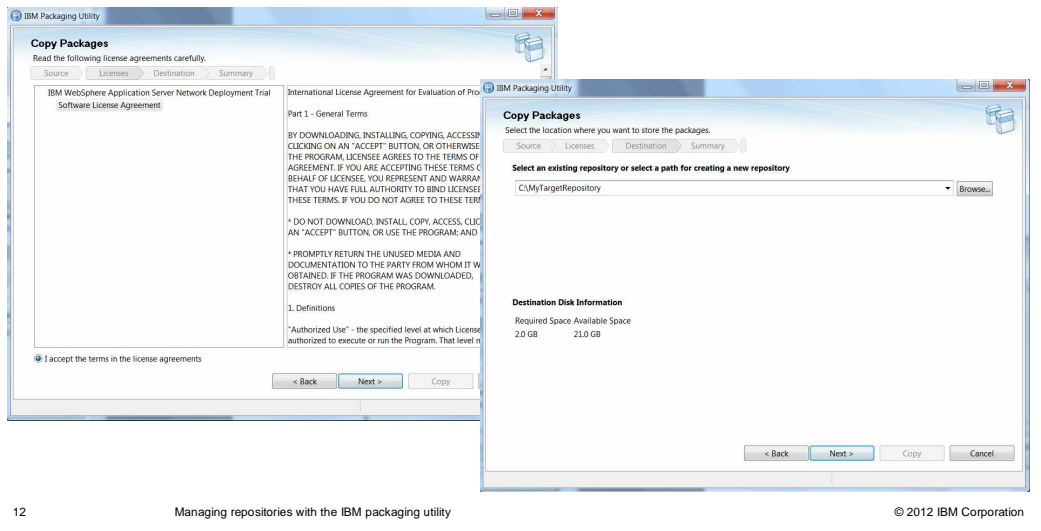 IBM Packaging Utility
Copy Packages
Read the following license agreements carefully.
Source Licenses Destination Summary
IBM WebSphere Application Server Network Deployment Trial
Software License Agreement
International License Agreement for Evaluation of
Part 1 - General Terms
BY DOWNLOADING, INSTALLING, COPYING,
CLICKING ON AN "ACCEPT" BUTTON, OR OTHERWISE
THE PROGRAM, LICENSEE AGREES TO THE TERMS OF
AGREEMENT. IF YOU ARE ACCEPTING THESE TERMS
BEHALF OF LICENSEE, YOU REPRESENT AND
THAT YOU HAVE FULL AUTHORITY TO BIND
THESE TERMS. IF YOU DO NOT AGREE TO THESE
* DO NOT DOWNLOAD, INSTALL, COPY, ACCESS,
AN "ACCEPT" BUTTON, OR USE THE PROGRAM; AND
* PROMPTLY RETURN THE UNUSED MEDIA AND
DOCUMENTATION TO THE PARTY FROM WHOM IT
OBTAINED. IF THE PROGRAM WAS DOWNLOADED,
DESTROY ALL COPIES OF THE PROGRAM.
1. Definitions
"Authorized Use" - the specified level at which
authorized to execute or run the Program. That level
I accept the terms in the license agreements
< Back Next > Copy
IBM Packaging Utility
Copy Packages
Select the location where you want to store the packages.
Source Licenses Destination Summary
Select an existing repository or select a path for creating a new repository
C:\MyTargetRepository Browse...
Destination Disk Information
Required Space Available Space
2.0 GB 21.0 GB
< Back Next > Copy Cancel
12 Managing repositories with the IBM packaging utility © 2012 IBM Corporation